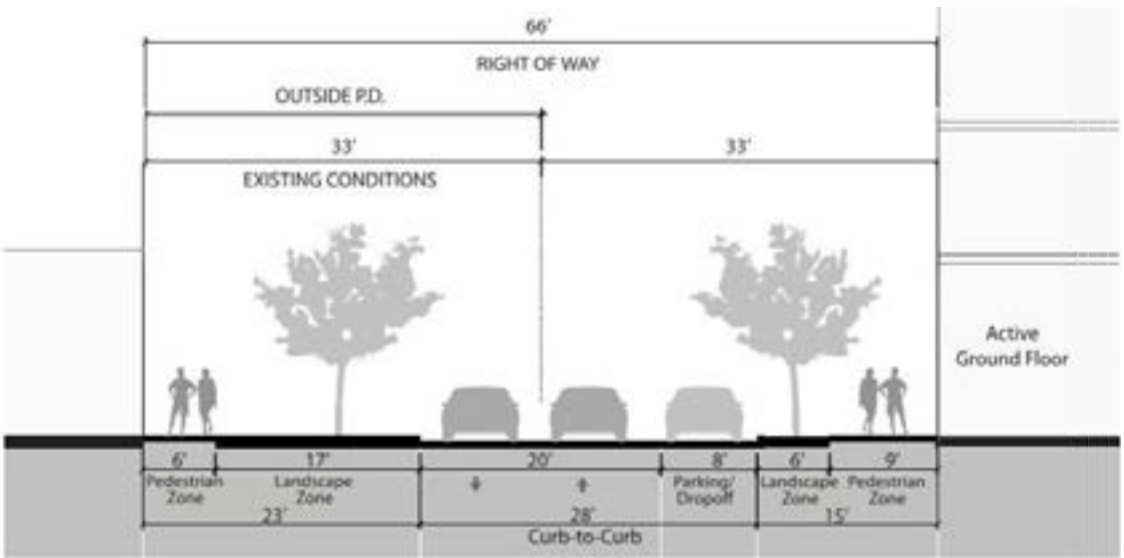 66'
RIGHT OF WAY
OUTSIDE P.D.
33'
33'
EXISTING CONDITIONS
Active
Ground Floor
6'
17'
20'
8'
6'
9'
Pedestrian
Zone
Landscape
Zone
Parking/
Dropoff
Landscape
Zone
Pedestrian
Zone
23'
28'
15'
Curb-to-Curb